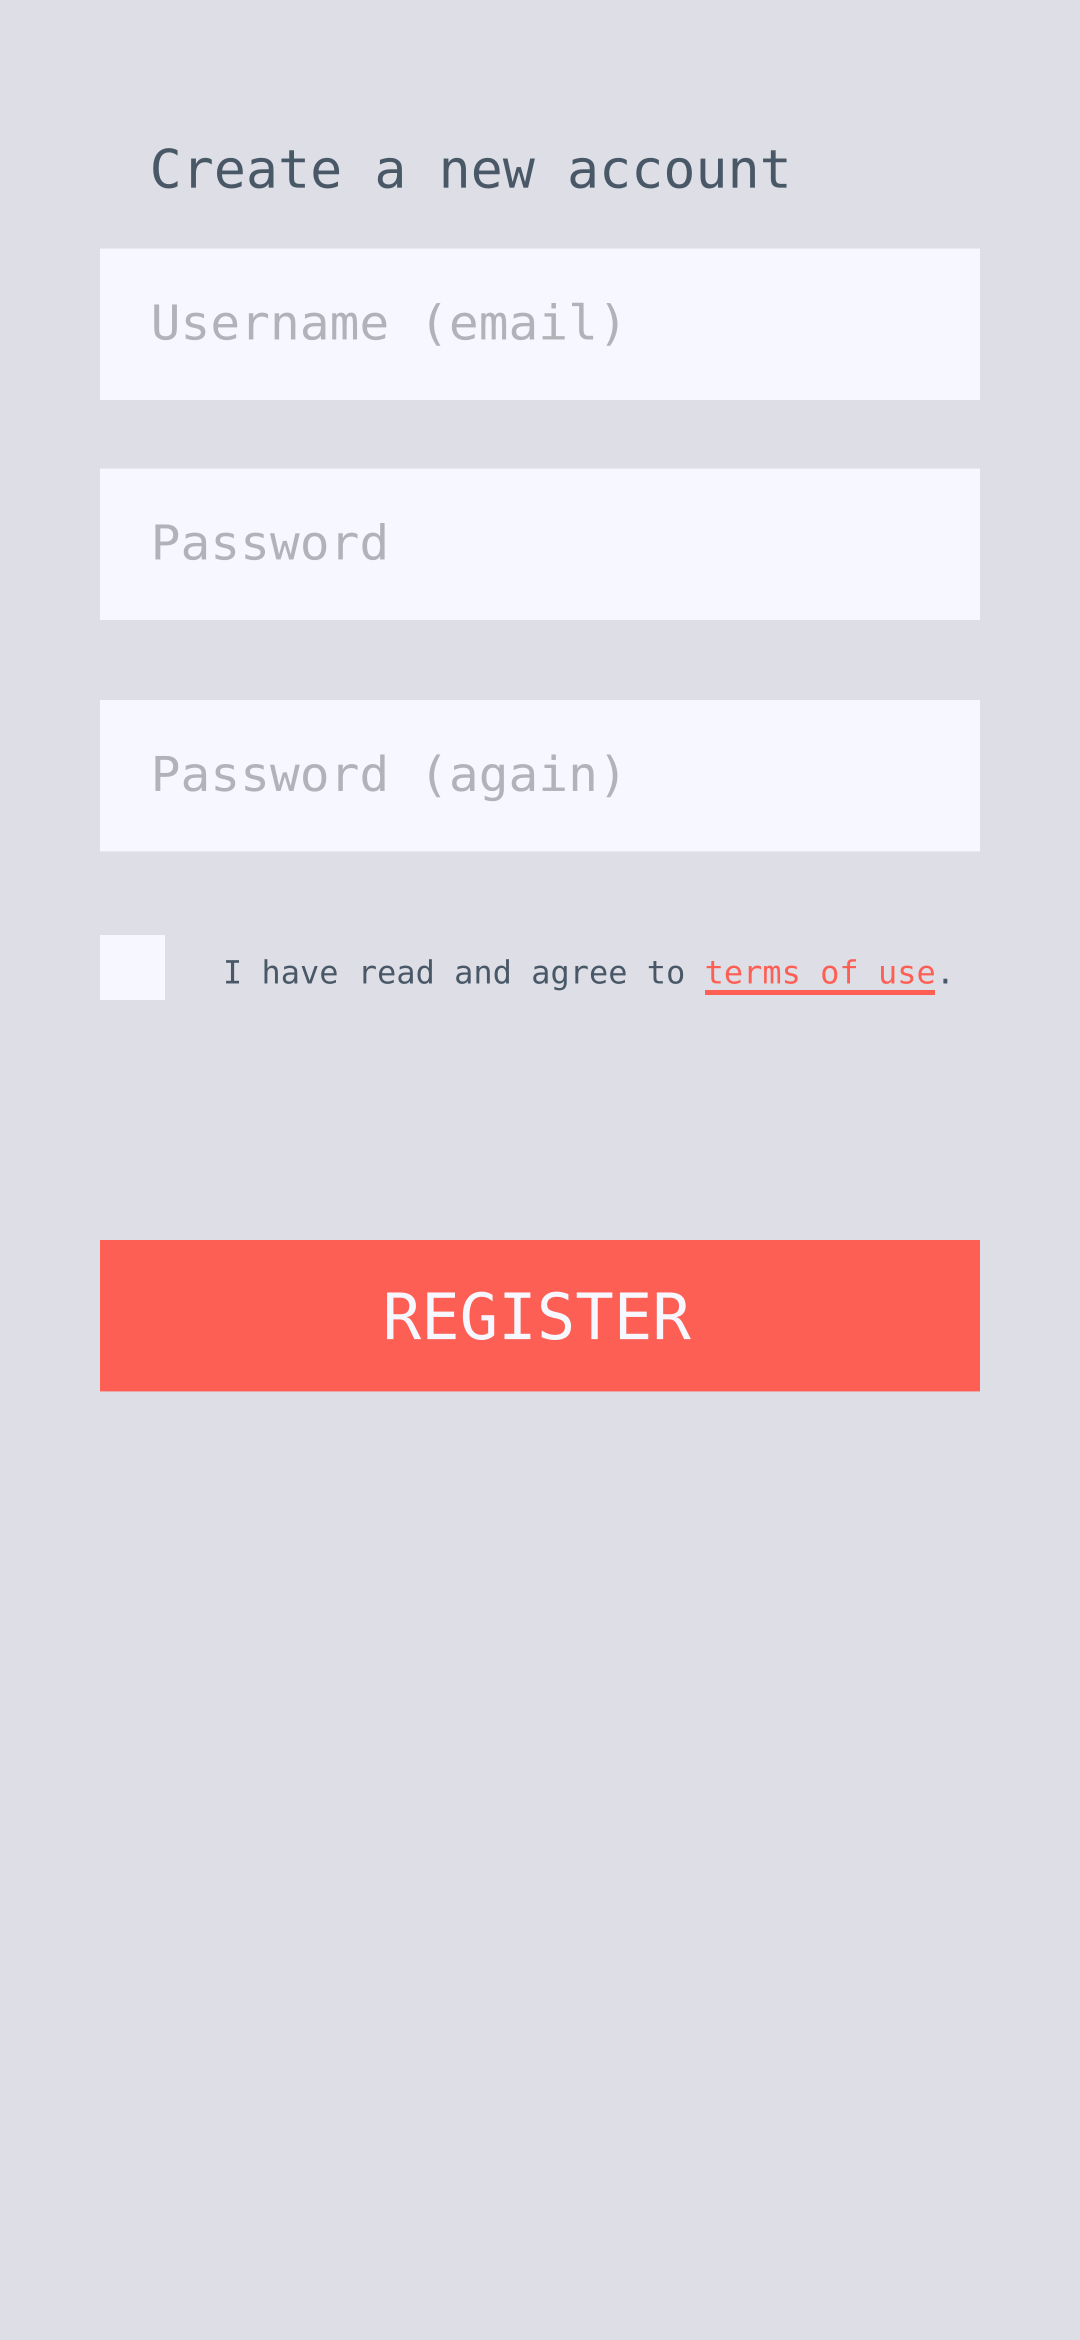 Create a new account
Username (email)
Password
Password (again)
I have read and agree to terms of use.
REGISTER